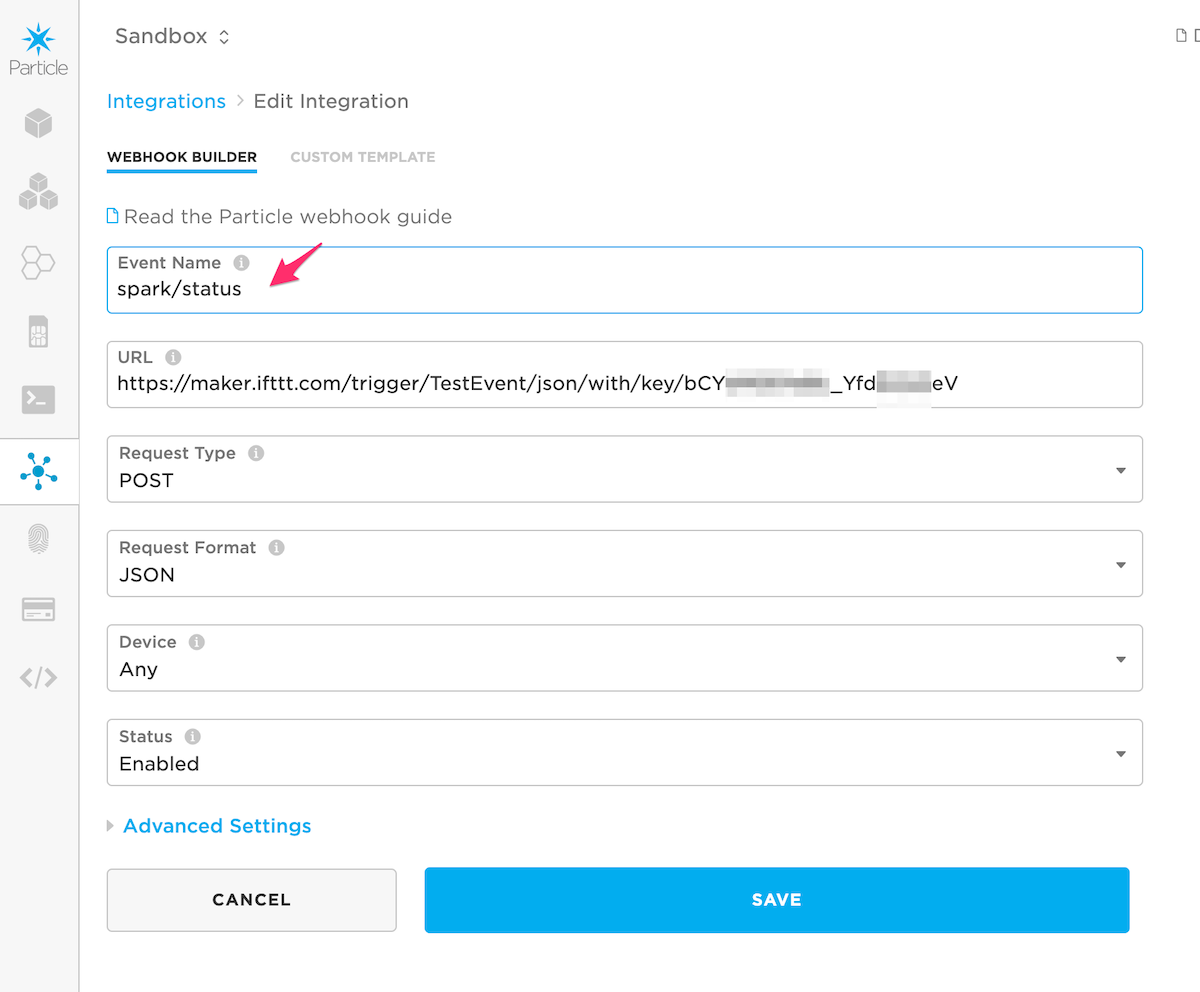 Particle
Sandbox
Integrations > Edit Integration
WEBHOOK BUILDER CUSTOM TEMPLATE
Read the Particle webhook guide
Event Name
spark/status
URL
https://maker.ifttt.com/trigger/TestEvent/json/with/key/bCY _Yfd eV
Request Type
POST
Request Format
JSON
Device
Any
Status
Enabled
Advanced Settings
CANCEL SAVE